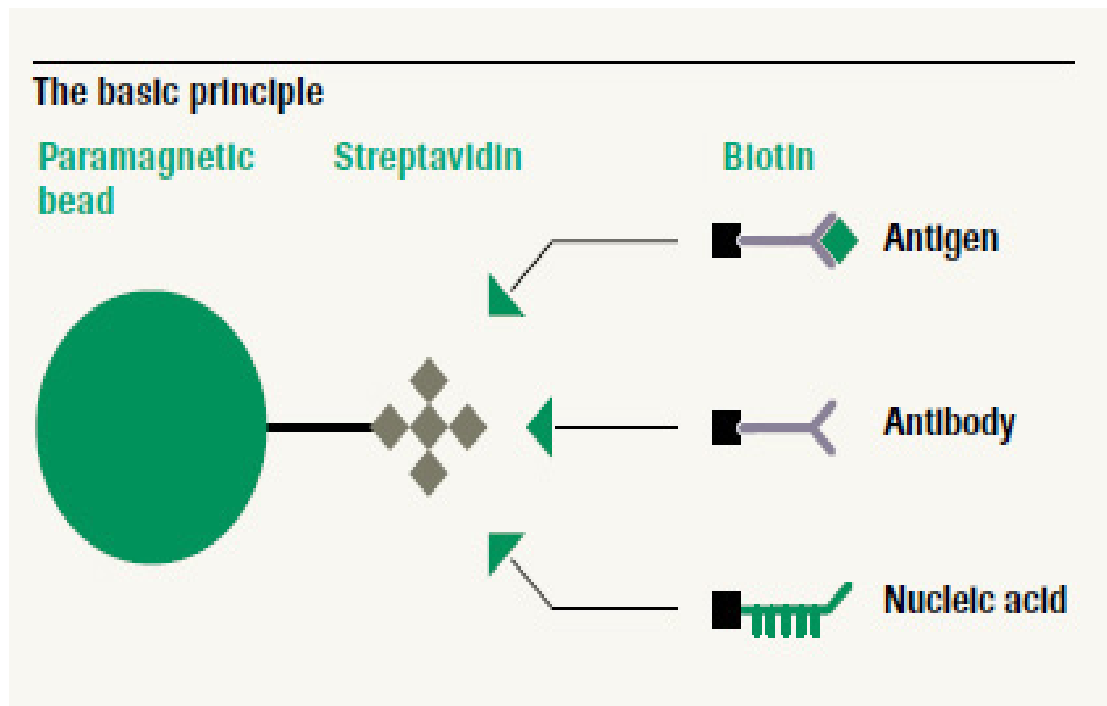 The basic principle
Paramagnetic
bead
Streptavidin
Biotin
Antigen
Antibody
Nucleic acid